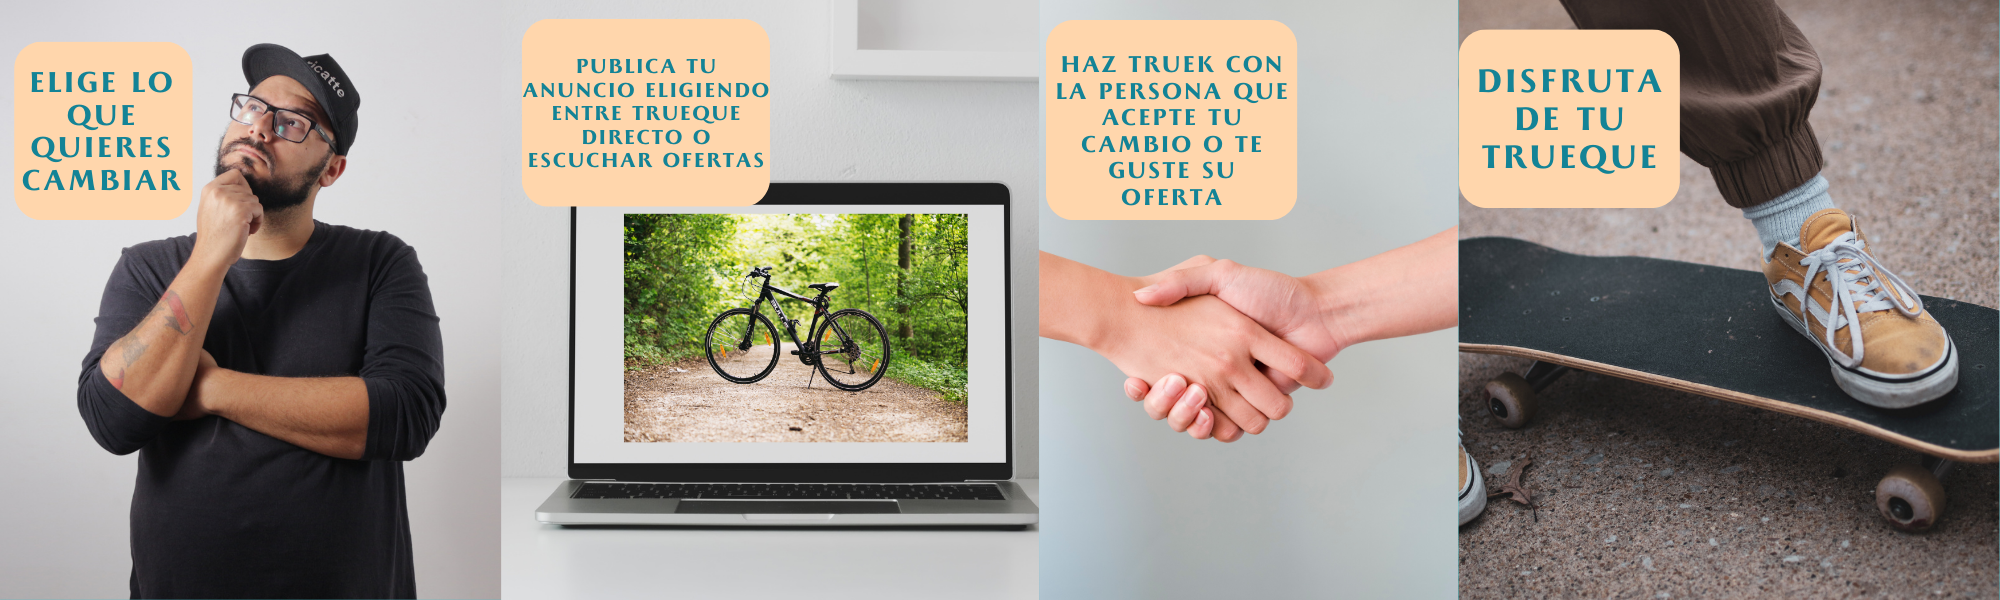 ELIGE LO
QUE
QUIERES
CAMBIAR
icatte
PUBLICA TU
ANUNCIO ELIGIENDO
ENTRE TRUEQUE
DIRECTO O
ESCUCHAR OFERTAS
HAZ TRUEK CON
LA PERSONA QUE
ACEPTE TU
CAMBIO O TE
GUSTE SU
OFERTA
DISFRUTA
DE TU
TRUEQUE